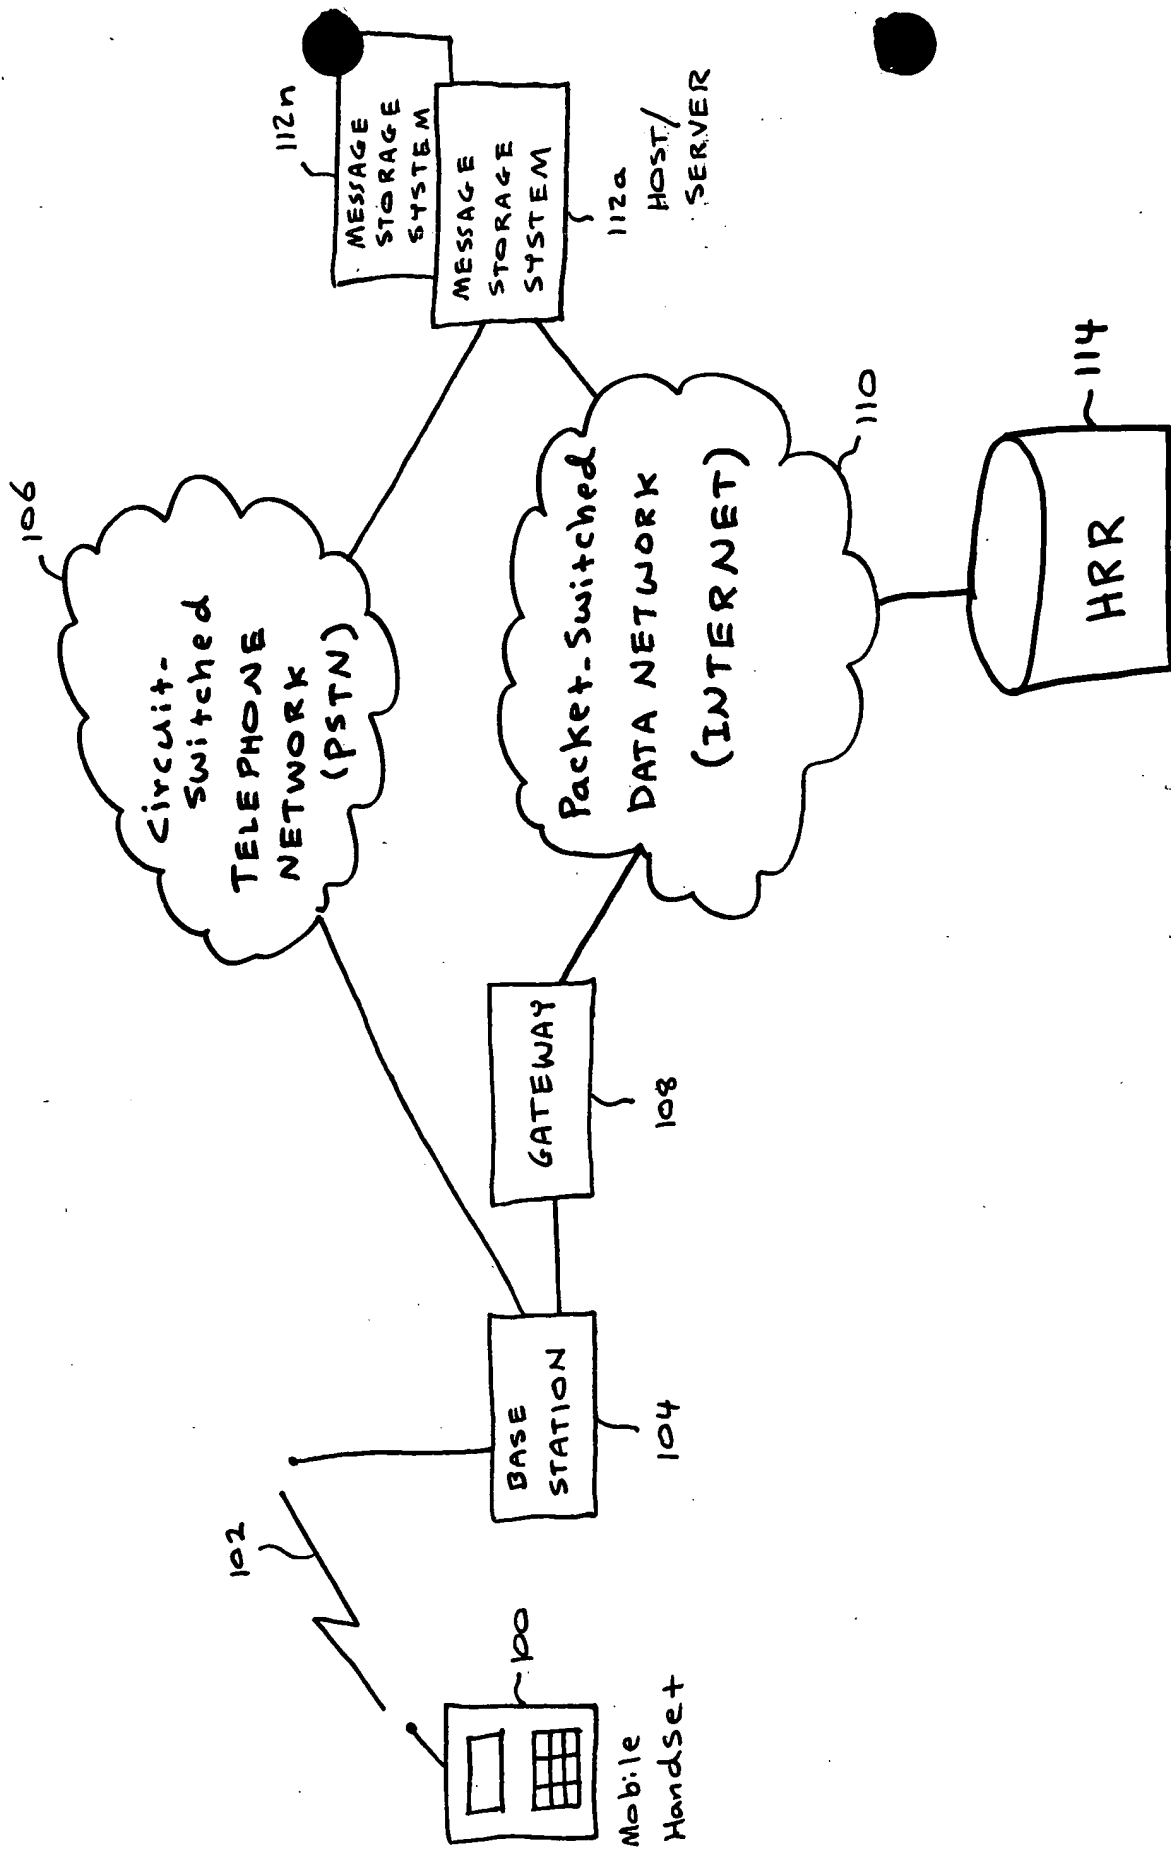 106
Circuit-
Switched
TELEPHONE
NETWORK
(PSTN)
112n
MESSAGE
STORAGE
SYSTEM
MESSAGE
STORAGE
SYSTEM
112a
HOST/
SERVER
102
100
Mobile
Handset
BASE
STATION
104
GATEWAY
108
Packet-Switched
DATA NETWORK
(INTERNET)
110
HRR
114